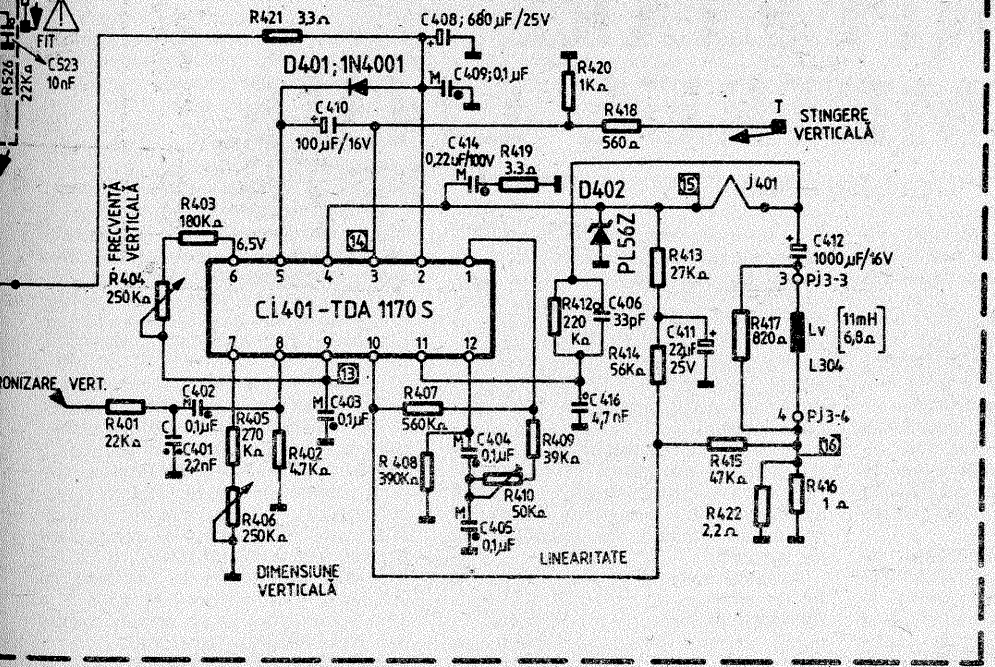 R421 3.3Ω
C408; 680 µF/25V
FIT
C523
10nF
R526
22KΩ
D401; 1N4001
M C409; 0,1µF
R420
1KΩ
C410
100µF/16V
R418
560Ω
T
STINGERE
VERTICALĂ
C414
0,22µF/100V
M
R419
3.3Ω
D402
PL56Z
15
J401
FRECVENȚĂ
VERTICALĂ
R403
180KΩ
6,5V
14
R404
250KΩ
6 5 4 3 2 1
C.I.401-TDA 1170 S
7 8 9 10 11 12
R413
27KΩ
C412
1000µF/16V
3 PJ3-3
R412
220
KΩ
C406
33pF
R417
820Ω
Lv
11mH
6,8Ω
L304
C411
22µF
25V
R414
56KΩ
13
RONIZARE VERT.
C402
M
0,1µF
M C403
0,1µF
R407
560KΩ
C416
4,7nF
4 PJ3-4
R401
22KΩ
C
C401
2,2nF
R405
270
KΩ
R402
4,7KΩ
R408
390KΩ
M C404
0,1µF
R409
39KΩ
16
R415
47KΩ
R410
50KΩ
R416
1Ω
R406
250KΩ
M
C405
0,1µF
R422
2,2Ω
LINEARITATE
DIMENSIUNE
VERTICALĂ